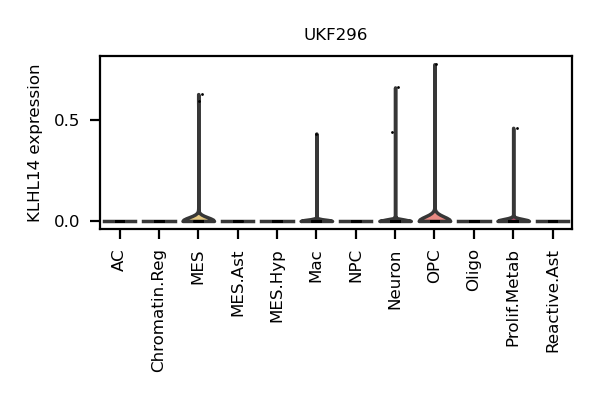 UKF296
KLHL14 expression
0.5
0.0
AC
Chromatin.Reg
MES
MES.Ast
MES.Hyp
Mac
NPC
Neuron
OPC
Oligo
Prolif.Metab
Reactive.Ast